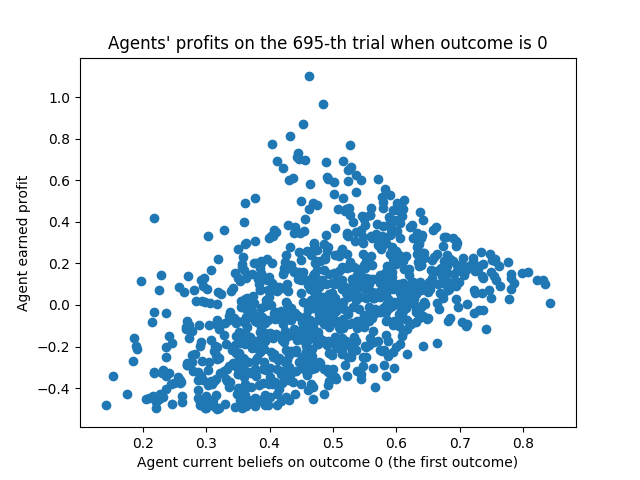 Agents' profits on the 695-th trial when outcome is 0
Agent earned profit
1.0
0.8
0.6
0.4
0.2
0.0
−0.2
−0.4
0.2 0.3 0.4 0.5 0.6 0.7 0.8
Agent current beliefs on outcome 0 (the first outcome)